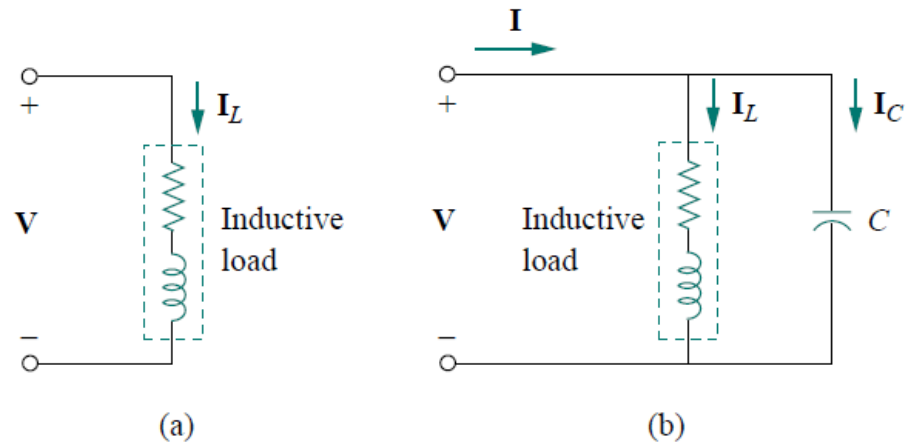 I
I_L
+
V
Inductive
load
−
(a)
I_L
I_C
+
V
Inductive
load
C
−
(b)